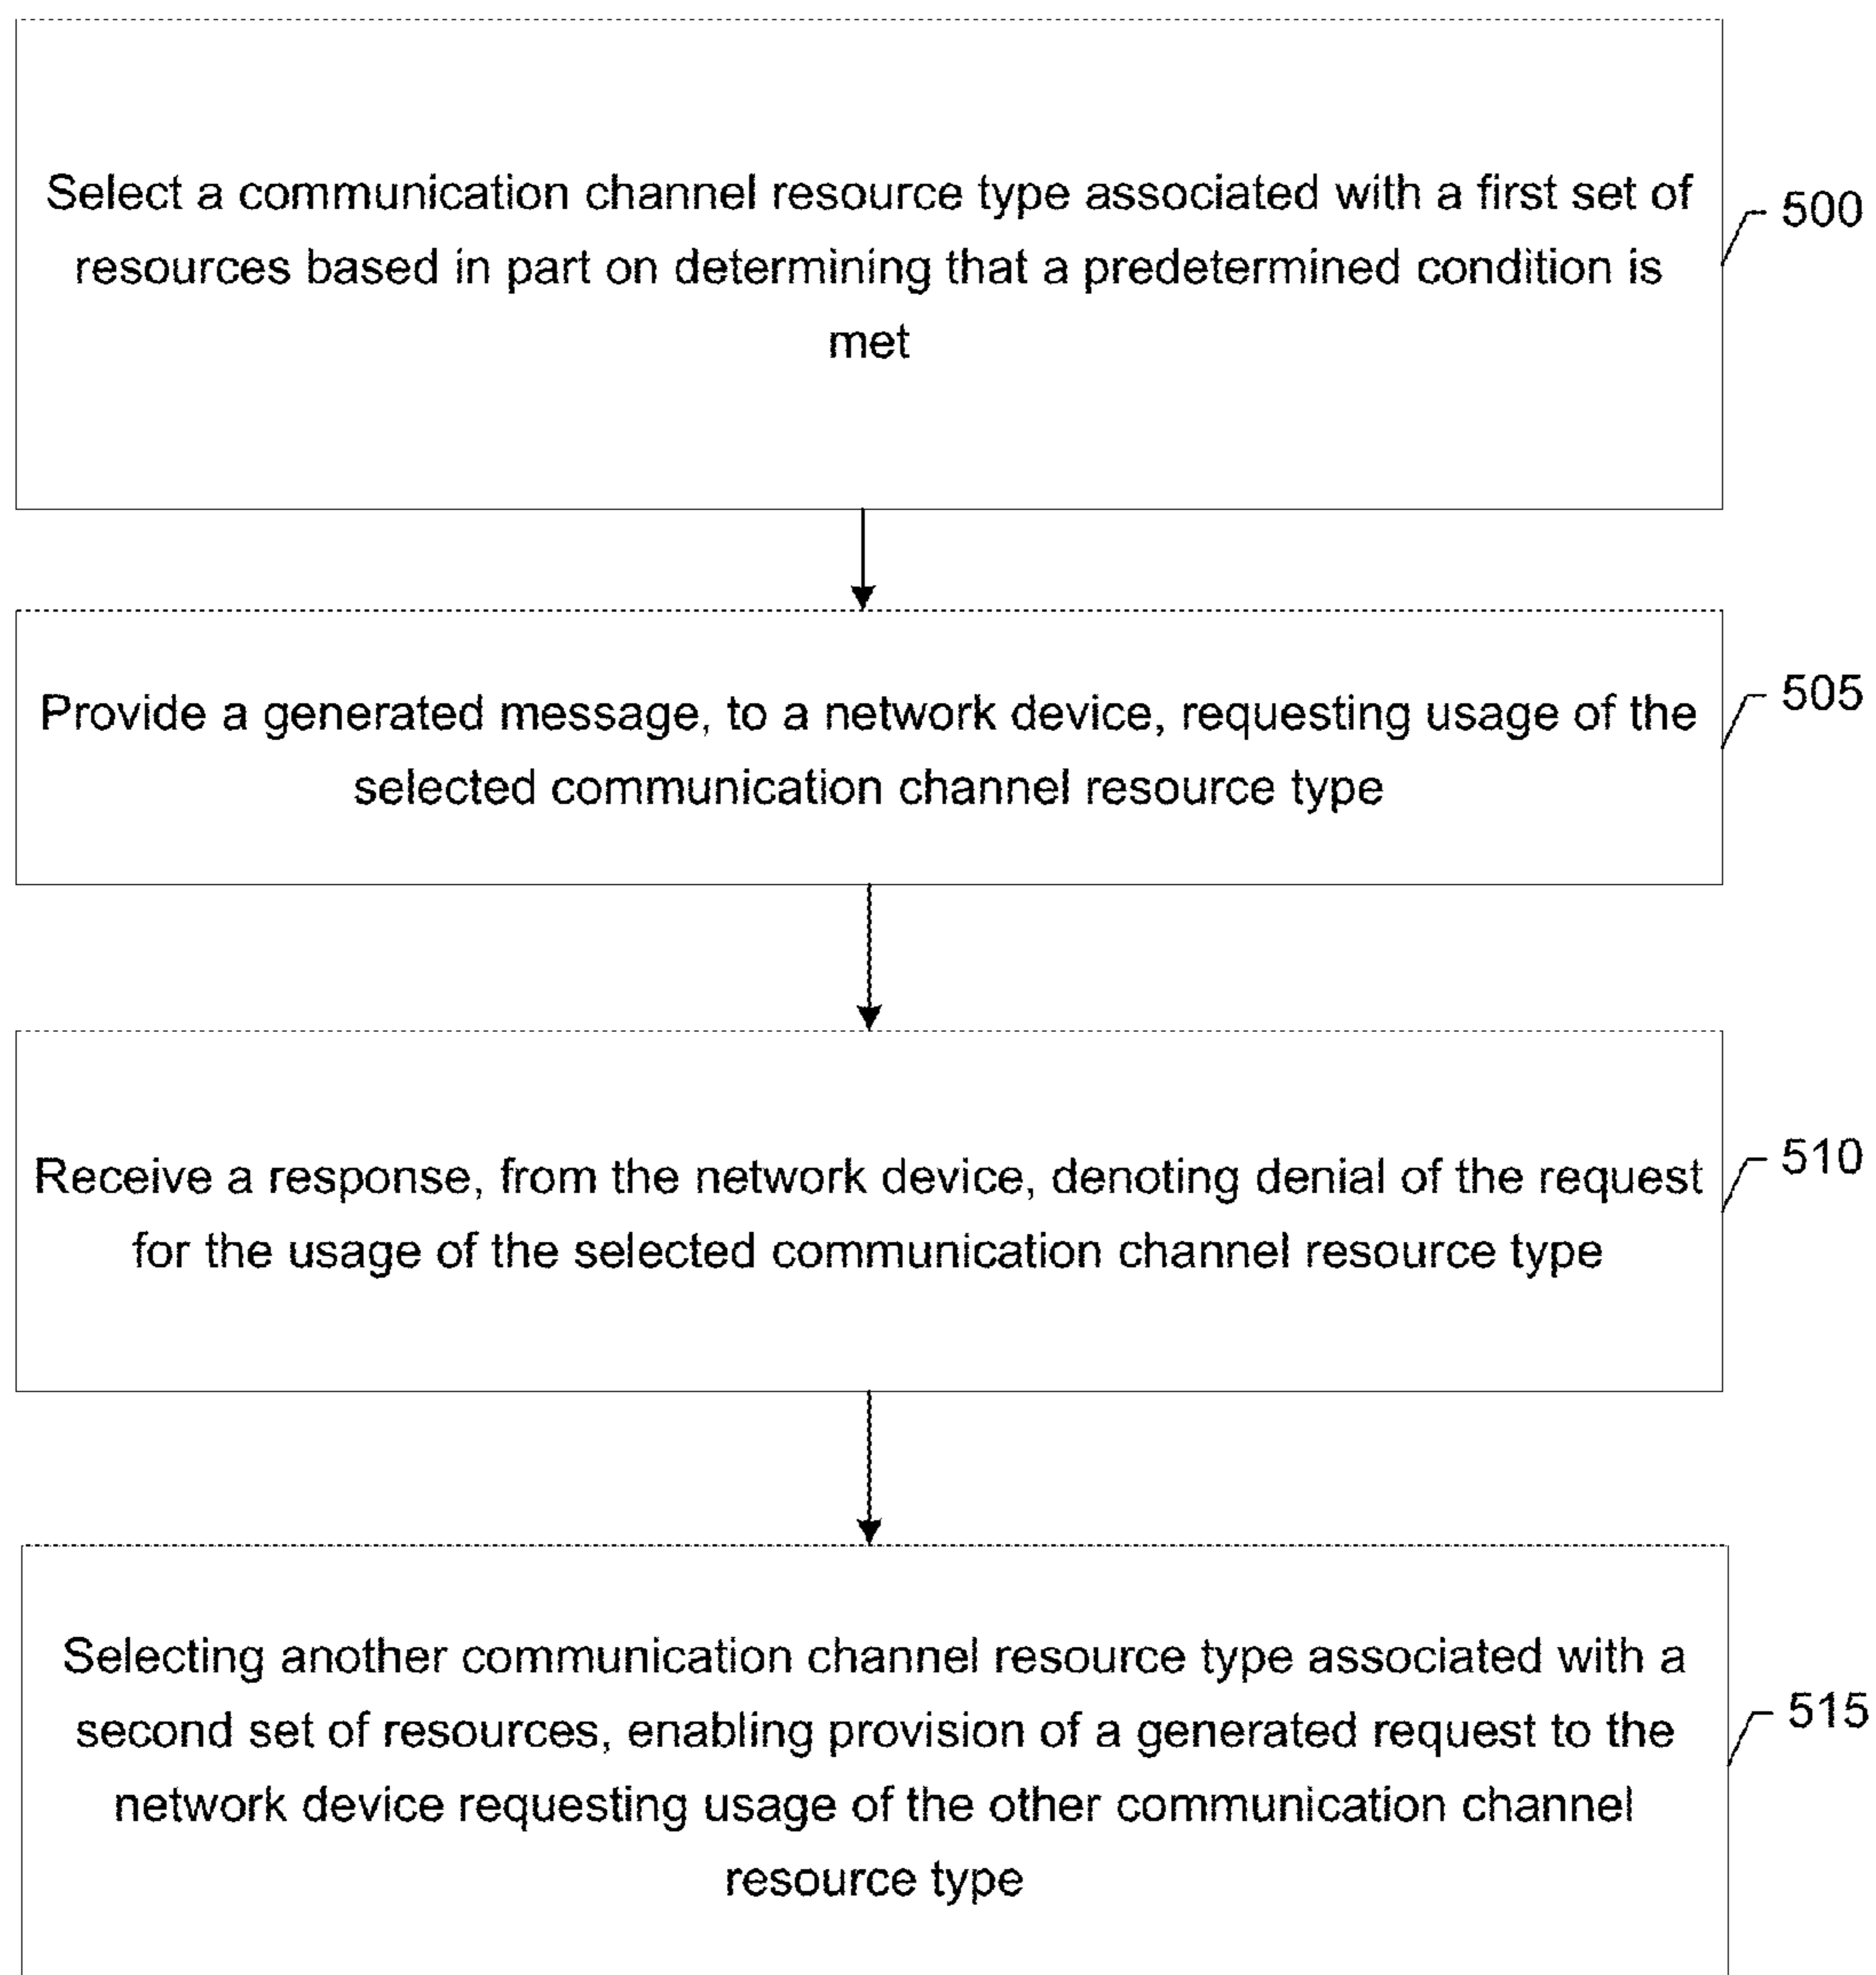 Select a communication channel resource type associated with a first set of
resources based in part on determining that a predetermined condition is
met
500
Provide a generated message, to a network device, requesting usage of the
selected communication channel resource type
505
Receive a response, from the network device, denoting denial of the request
for the usage of the selected communication channel resource type
510
Selecting another communication channel resource type associated with a
second set of resources, enabling provision of a generated request to the
network device requesting usage of the other communication channel
resource type
515